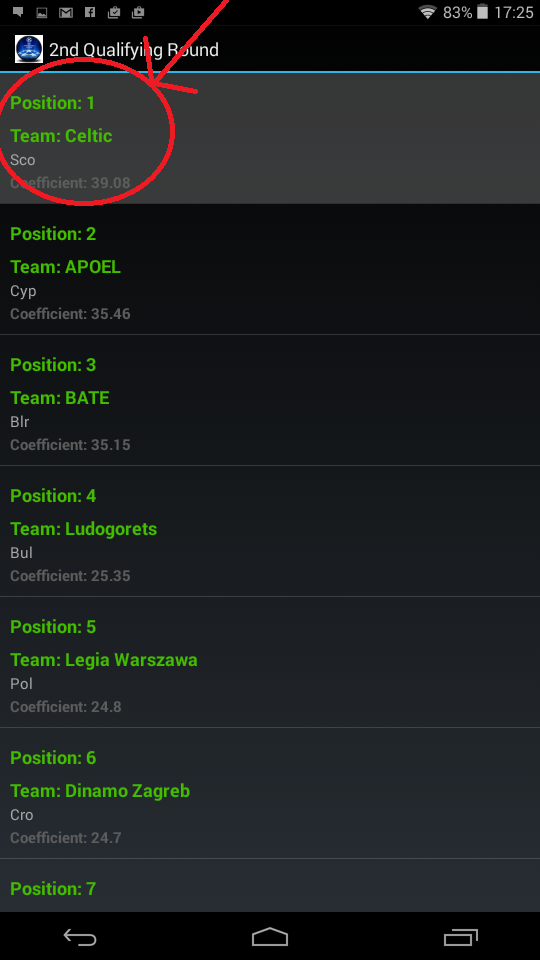 83% 17:25
2nd Qualifying Round
Position: 1
Team: Celtic
Sco
Coefficient: 39.08
Position: 2
Team: APOEL
Cyp
Coefficient: 35.46
Position: 3
Team: BATE
Blr
Coefficient: 35.15
Position: 4
Team: Ludogorets
Bul
Coefficient: 25.35
Position: 5
Team: Legia Warszawa
Pol
Coefficient: 24.8
Position: 6
Team: Dinamo Zagreb
Cro
Coefficient: 24.7
Position: 7